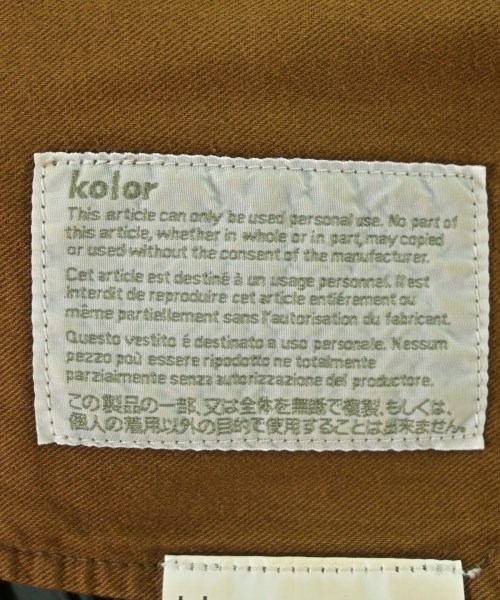 kolor
This article can only be used personal use. No part of
this article, whether in whole or in part, may copied
or used without the consent of the manufacturer.
Cet article est destiné à un usage personnel. Il est
interdit de reproduire cet article entiérement ou
même partiellement sans l'autorisation du fabricant.
Questo vestito é destinato a uso personale. Nessum
pezzo poù essere ripodotto ne totalmente
parzialmente senza autorizzazione del productore.
この製品の一部、又は全体を無断で複製、もしくは、
個人の着用以外の目的で使用することは出来ません。